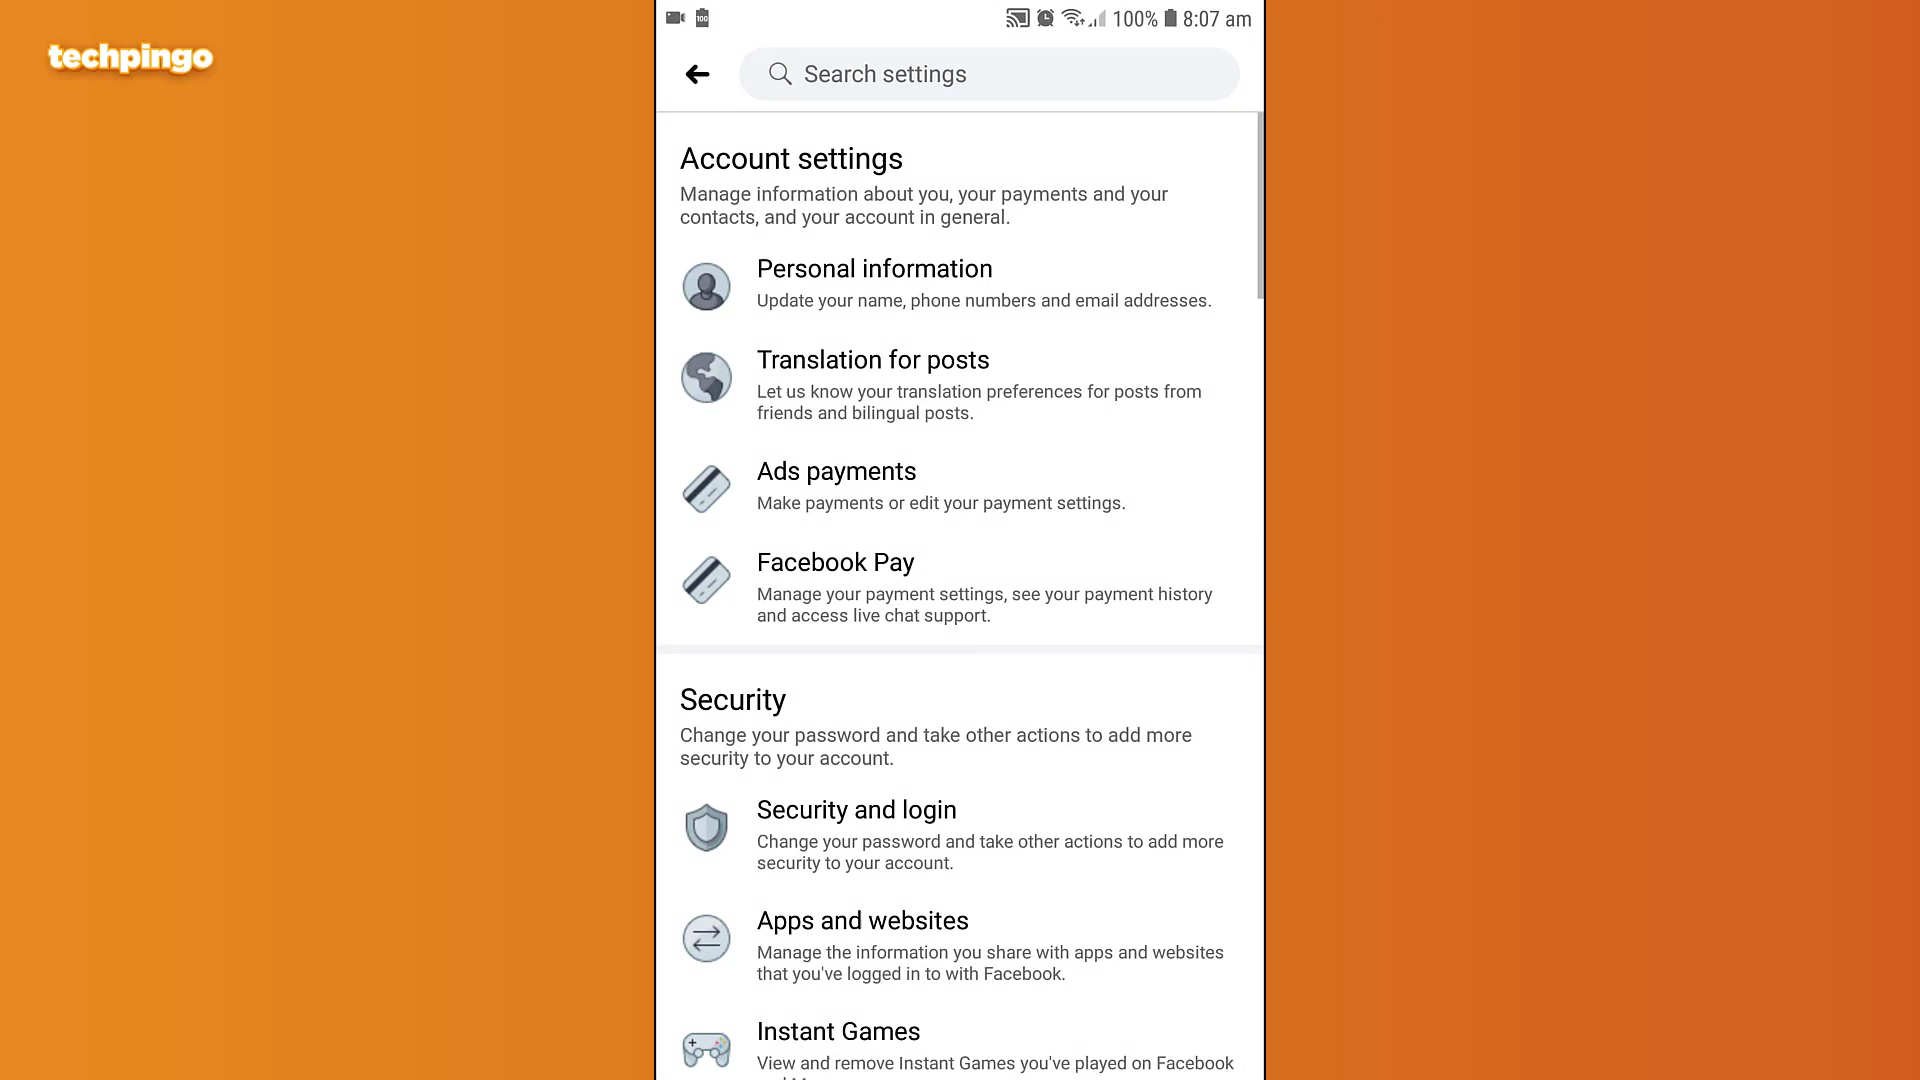 techpingo
100
100% 8:07 am
Search settings
Account settings
Manage information about you, your payments and your
contacts, and your account in general.
Personal information
Update your name, phone numbers and email addresses.
Translation for posts
Let us know your translation preferences for posts from
friends and bilingual posts.
Ads payments
Make payments or edit your payment settings.
Facebook Pay
Manage your payment settings, see your payment history
and access live chat support.
Security
Change your password and take other actions to add more
security to your account.
Security and login
Change your password and take other actions to add more
security to your account.
Apps and websites
Manage the information you share with apps and websites
that you've logged in to with Facebook.
Instant Games
View and remove Instant Games you've played on Facebook